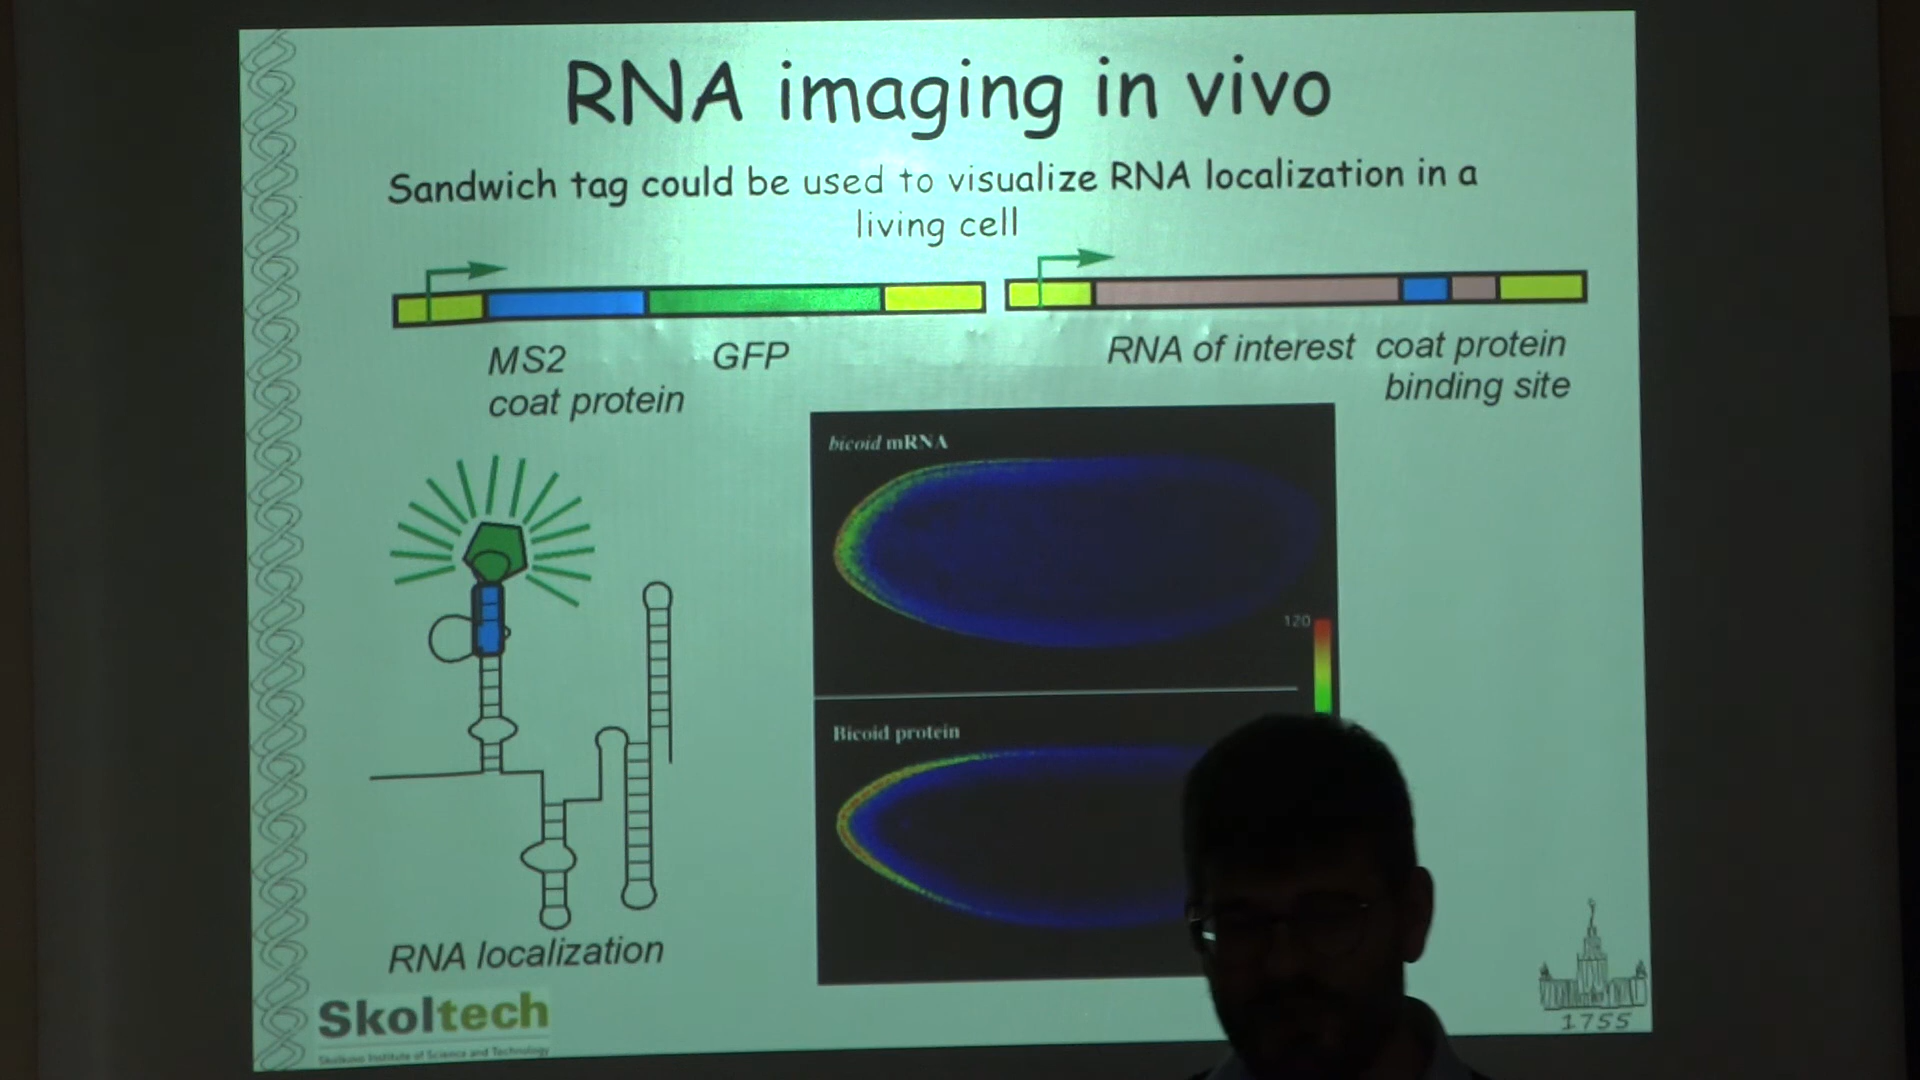 RNA imaging in vivo
Sandwich tag could be used to visualize RNA localization in a
living cell
MS2
coat protein
GFP
RNA of interest
coat protein
binding site
bicoid mRNA
120
Bicoid protein
RNA localization
Skoltech
Skolkovo Institute of Science and Technology
1755